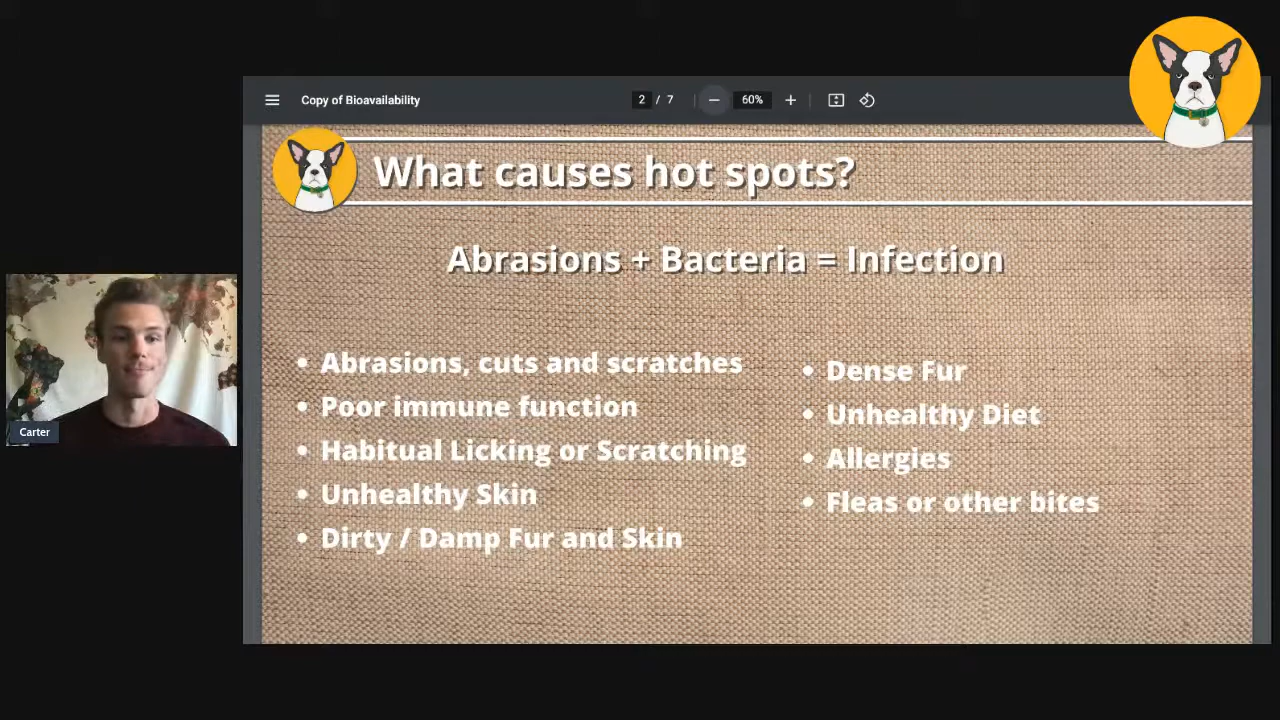 Copy of Bioavailability
2 / 7
60%
What causes hot spots?
Abrasions + Bacteria = Infection
• Abrasions, cuts and scratches
• Poor immune function
• Habitual Licking or Scratching
• Unhealthy Skin
• Dirty / Damp Fur and Skin
• Dense Fur
• Unhealthy Diet
• Allergies
• Fleas or other bites
Carter